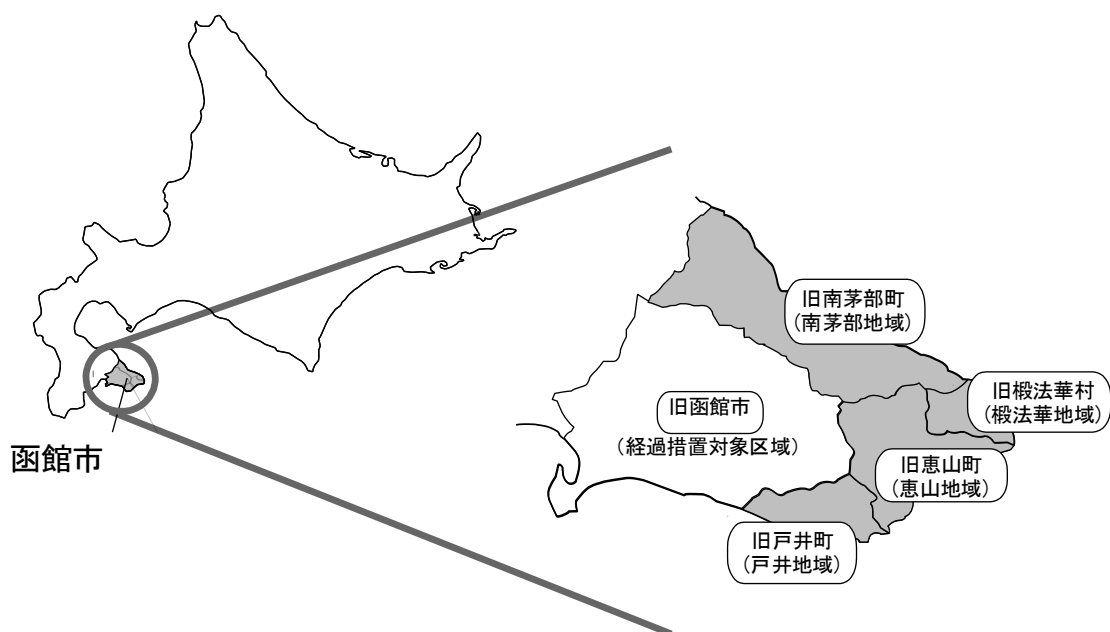 函館市
旧南茅部町
（南茅部地域）
旧椴法華村
（椴法華地域）
旧函館市
（経過措置対象区域）
旧恵山町
（恵山地域）
旧戸井町
（戸井地域）